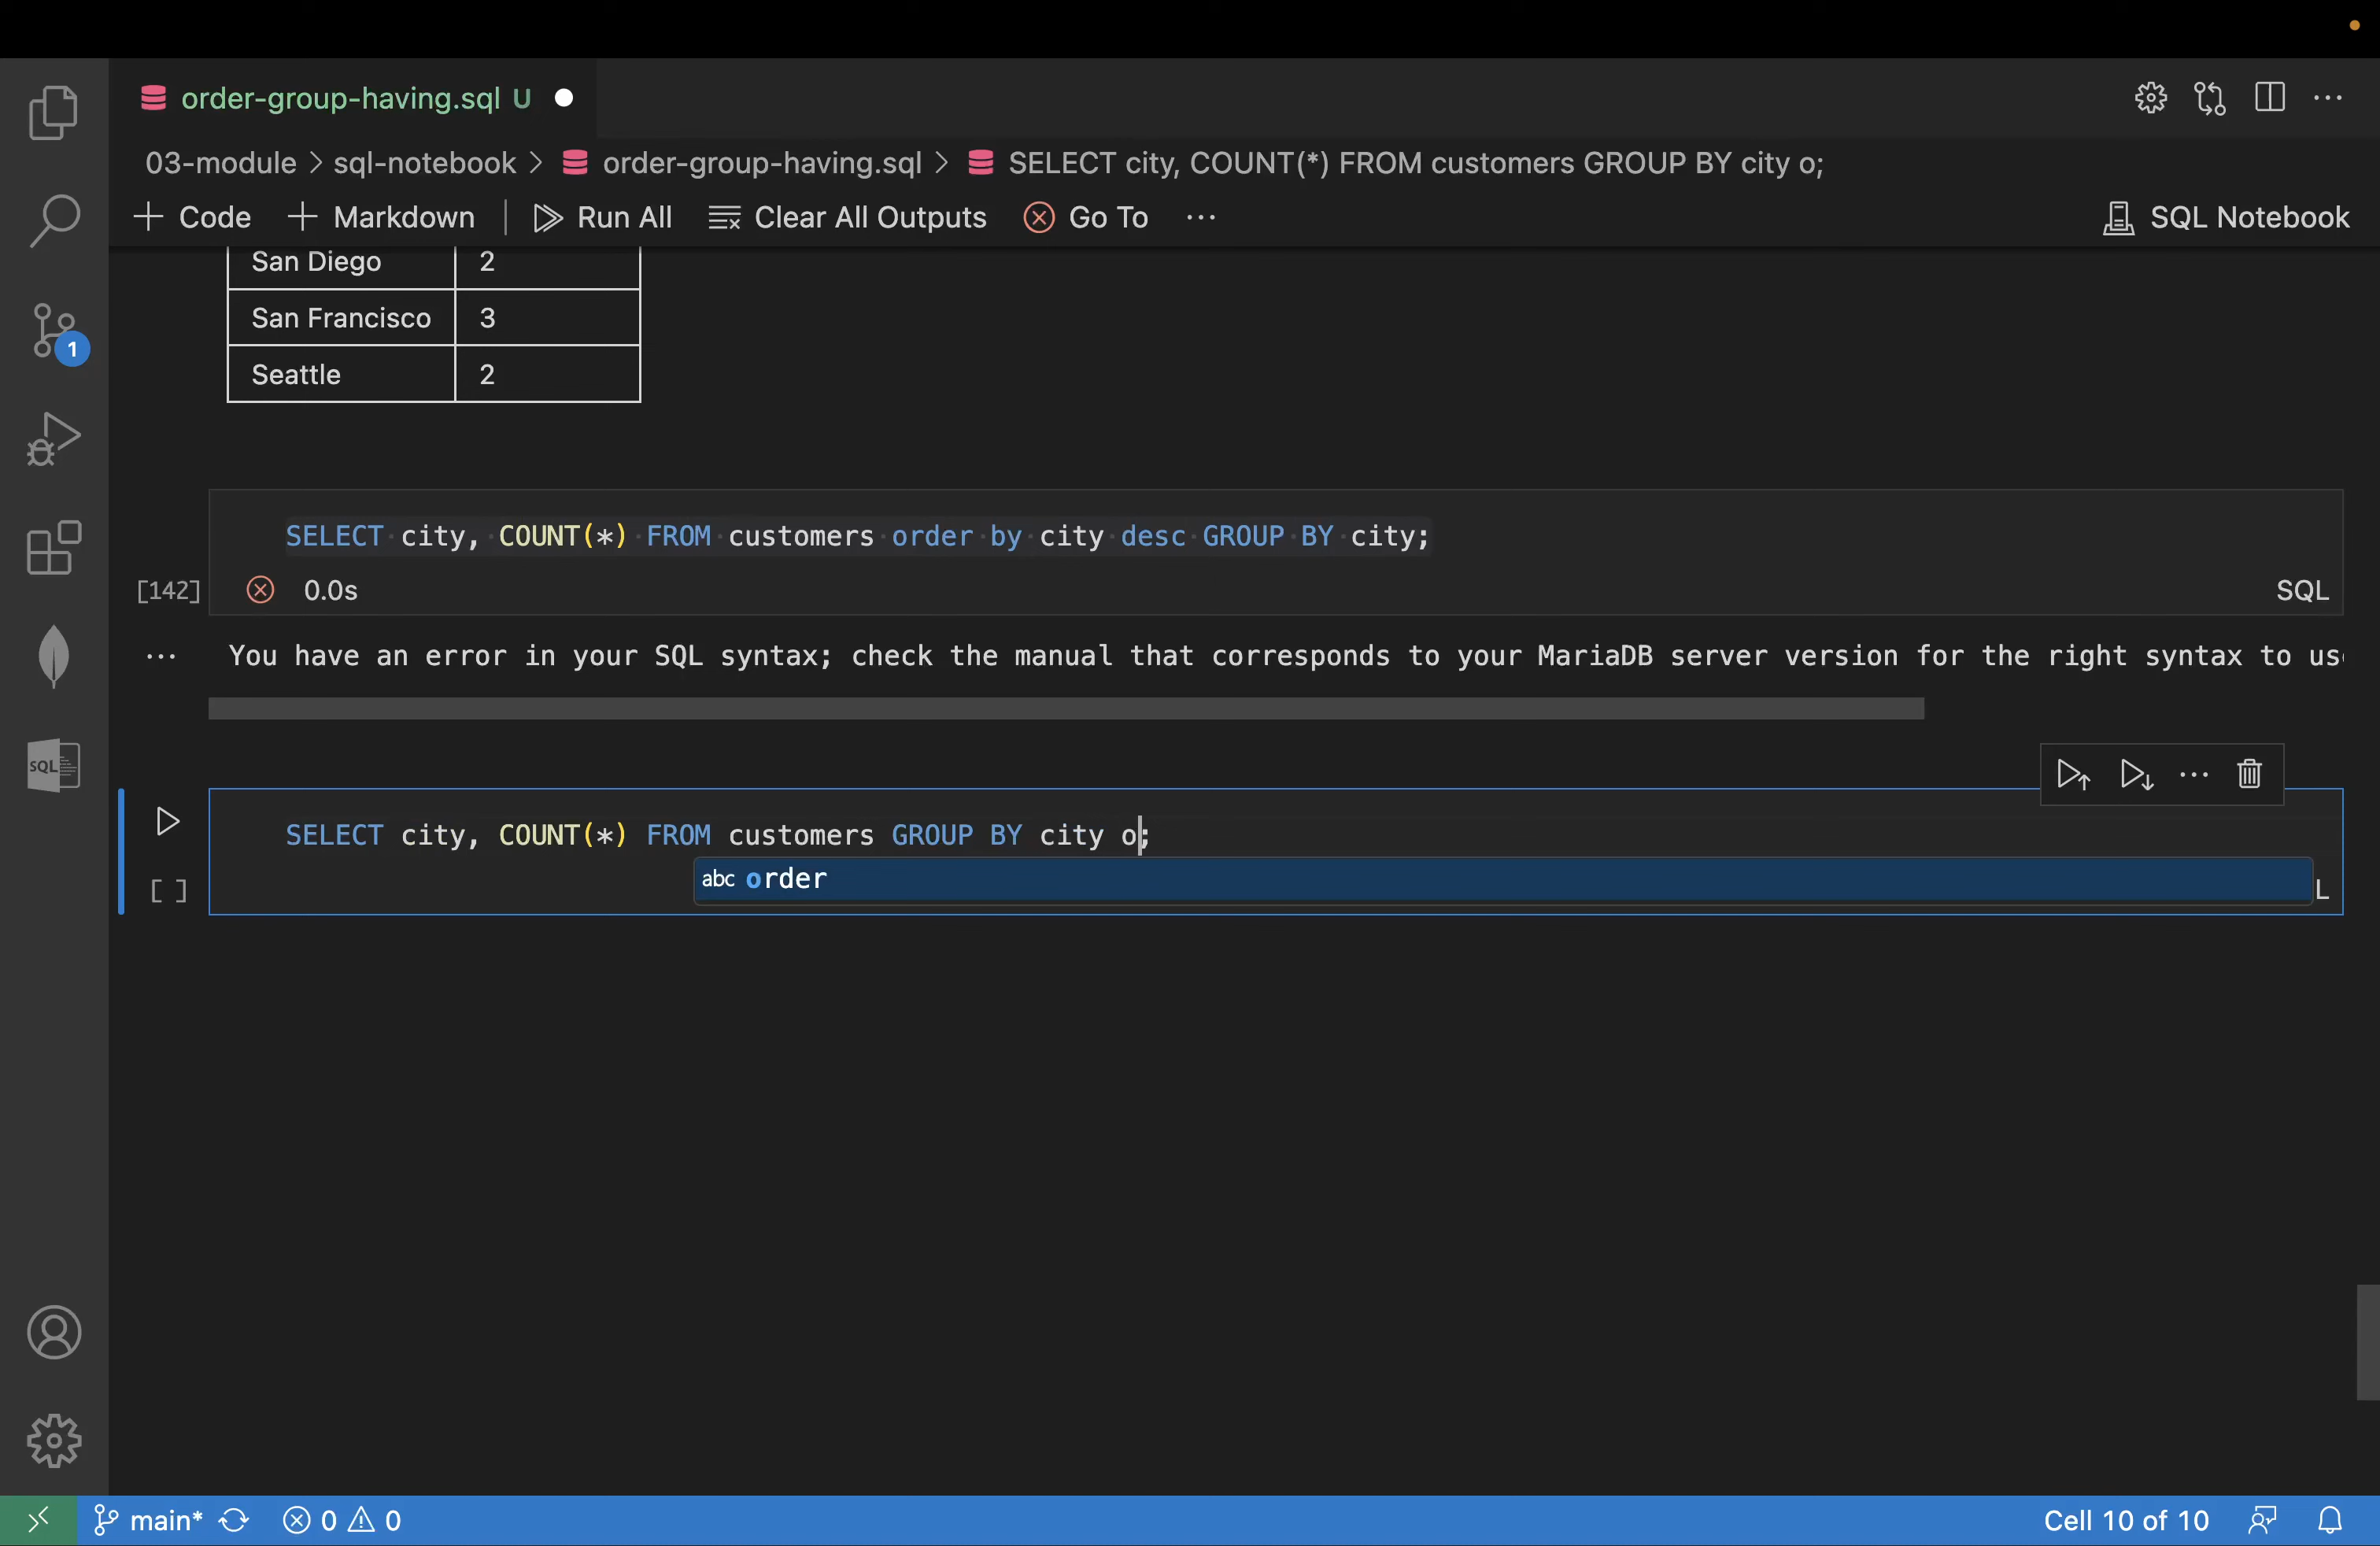 order-group-having.sql U
03-module > sql-notebook > order-group-having.sql > SELECT city, COUNT(*) FROM customers GROUP BY city o;
+ Code + Markdown | Run All Clear All Outputs Go To ... SQL Notebook
San Diego 2
San Francisco 3
Seattle 2
1
SELECT city, COUNT(*) FROM customers order by city desc GROUP BY city;
[142] 0.0s SQL
... You have an error in your SQL syntax; check the manual that corresponds to your MariaDB server version for the right syntax to us
SQL
SELECT city, COUNT(*) FROM customers GROUP BY city o;
abc order
[ ] L
main* 0 0 Cell 10 of 10